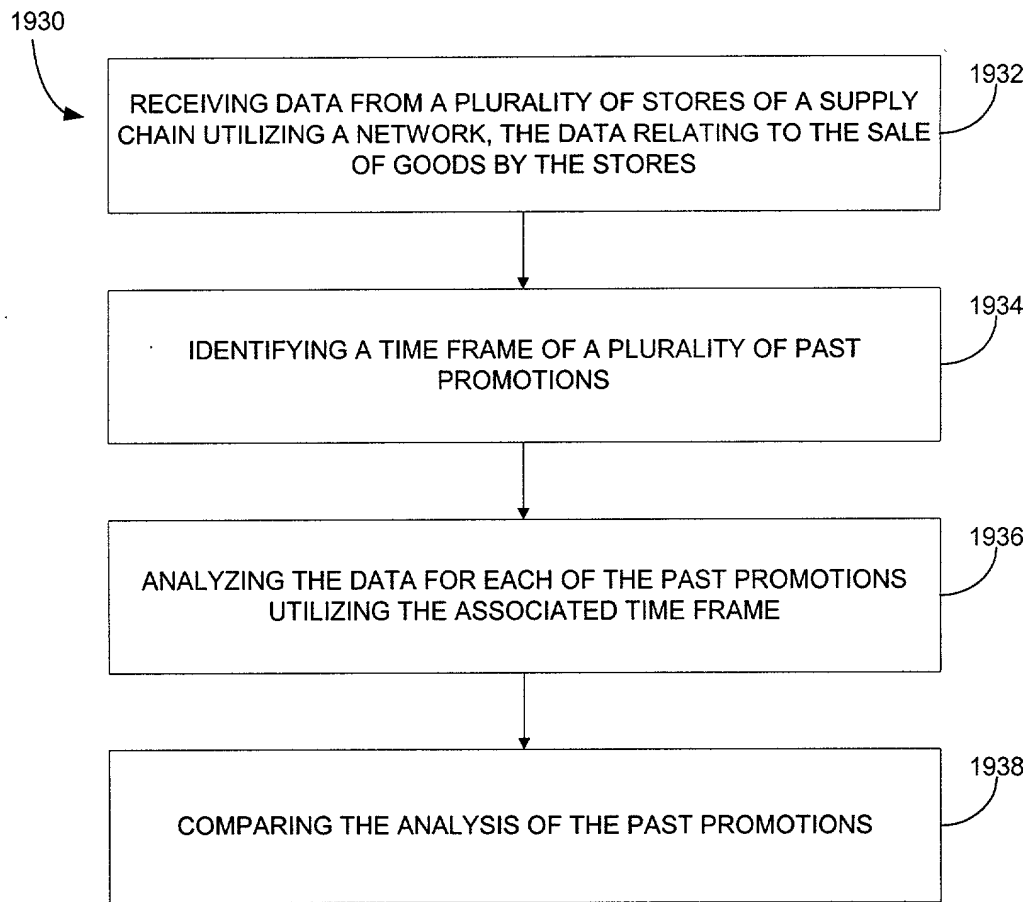 1930
1932
RECEIVING DATA FROM A PLURALITY OF STORES OF A SUPPLY
CHAIN UTILIZING A NETWORK, THE DATA RELATING TO THE SALE
OF GOODS BY THE STORES
1934
IDENTIFYING A TIME FRAME OF A PLURALITY OF PAST
PROMOTIONS
1936
ANALYZING THE DATA FOR EACH OF THE PAST PROMOTIONS
UTILIZING THE ASSOCIATED TIME FRAME
1938
COMPARING THE ANALYSIS OF THE PAST PROMOTIONS